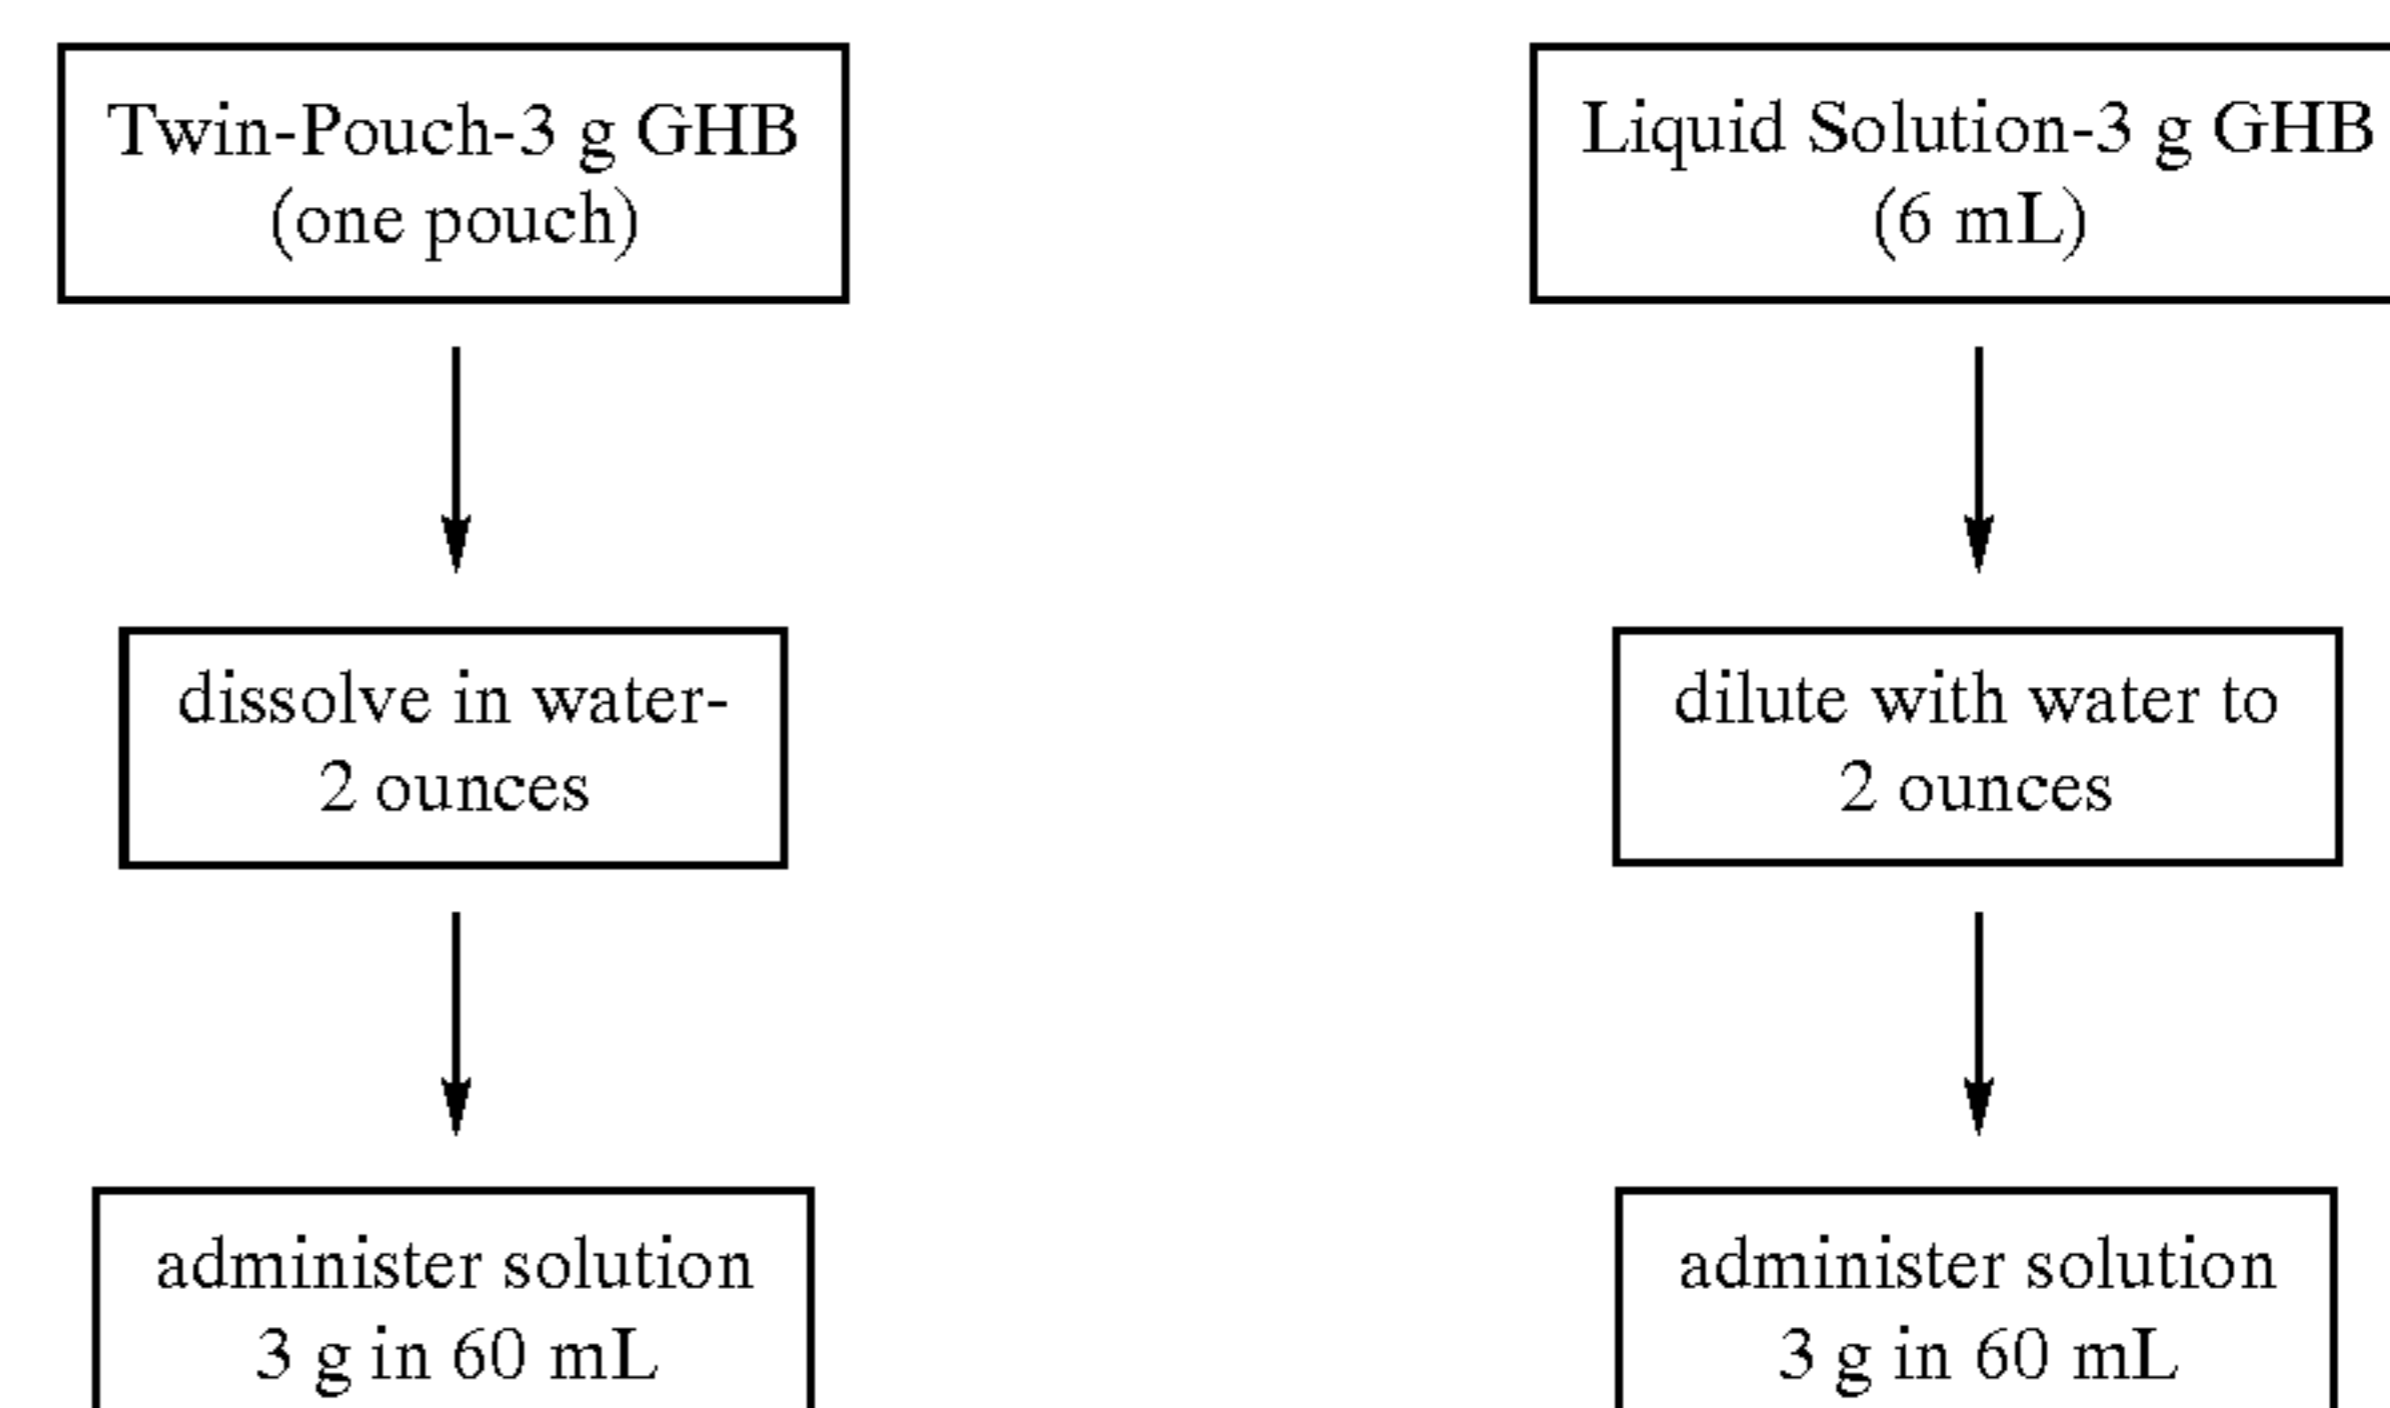 Twin-Pouch-3 g GHB
(one pouch)
dissolve in water-
2 ounces
administer solution
3 g in 60 mL
Liquid Solution-3 g GHB
(6 mL)
dilute with water to
2 ounces
administer solution
3 g in 60 mL